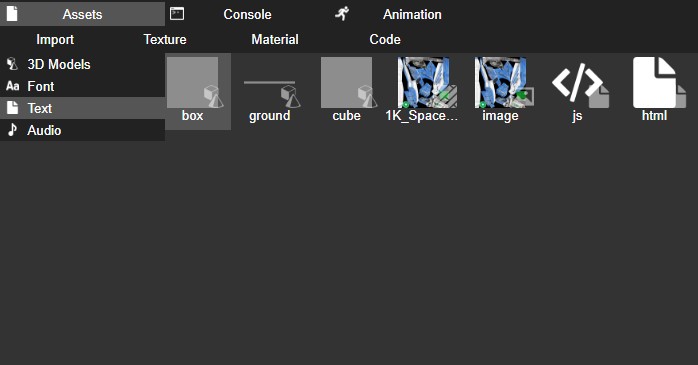 Assets Console Animation
Import Texture Material Code
3D Models
Aa Font
Text
Audio
box ground cube 1K_Space... image js html